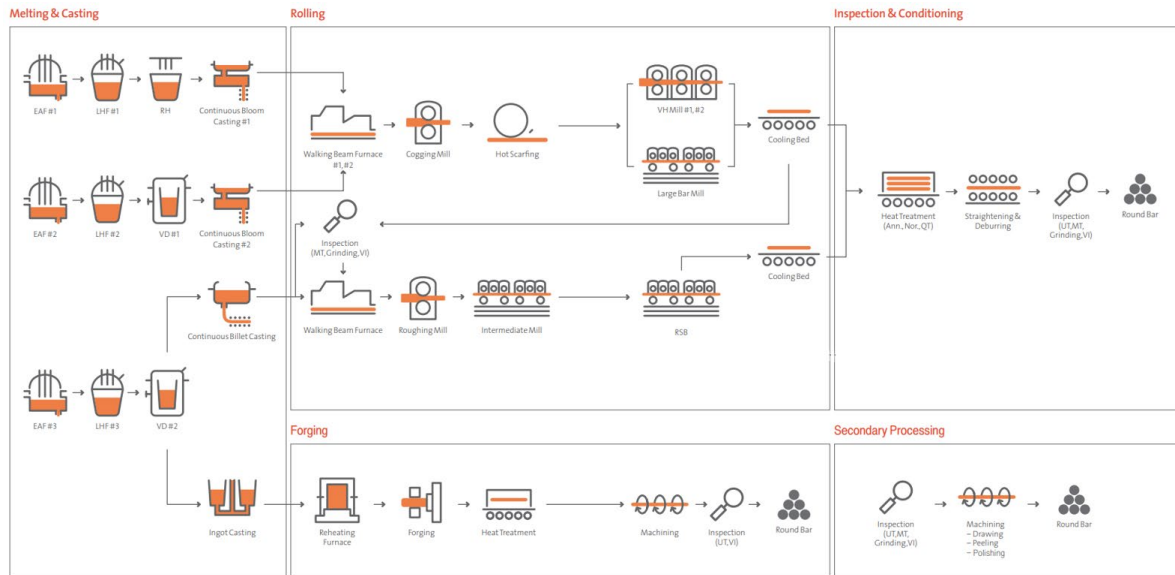 Melting & Casting
EAF #1
LHF #1
RH
Continuous Bloom
Casting #1
EAF #2
LHF #2
VD #1
Continuous Bloom
Casting #2
Continuous Billet Casting
EAF #3
LHF #3
VD #2
Ingot Casting
Rolling
Walking Beam Furnace
#1, #2
Cogging Mill
Hot Scarfing
VH Mill #1, #2
Large Bar Mill
Cooling Bed
Inspection
(MT, Grinding, VI)
Walking Beam Furnace
Roughing Mill
Intermediate Mill
RSB
Cooling Bed
Inspection & Conditioning
Heat Treatment
(Ann., Nor., QT)
Straightening &
Deburring
Inspection
(UT, MT,
Grinding, VI)
Round Bar
Forging
Reheating
Furnace
Forging
Heat Treatment
Machining
Inspection
(UT, VI)
Round Bar
Secondary Processing
Inspection
(UT, MT,
Grinding, VI)
Machining
– Drawing
– Peeling
– Polishing
Round Bar